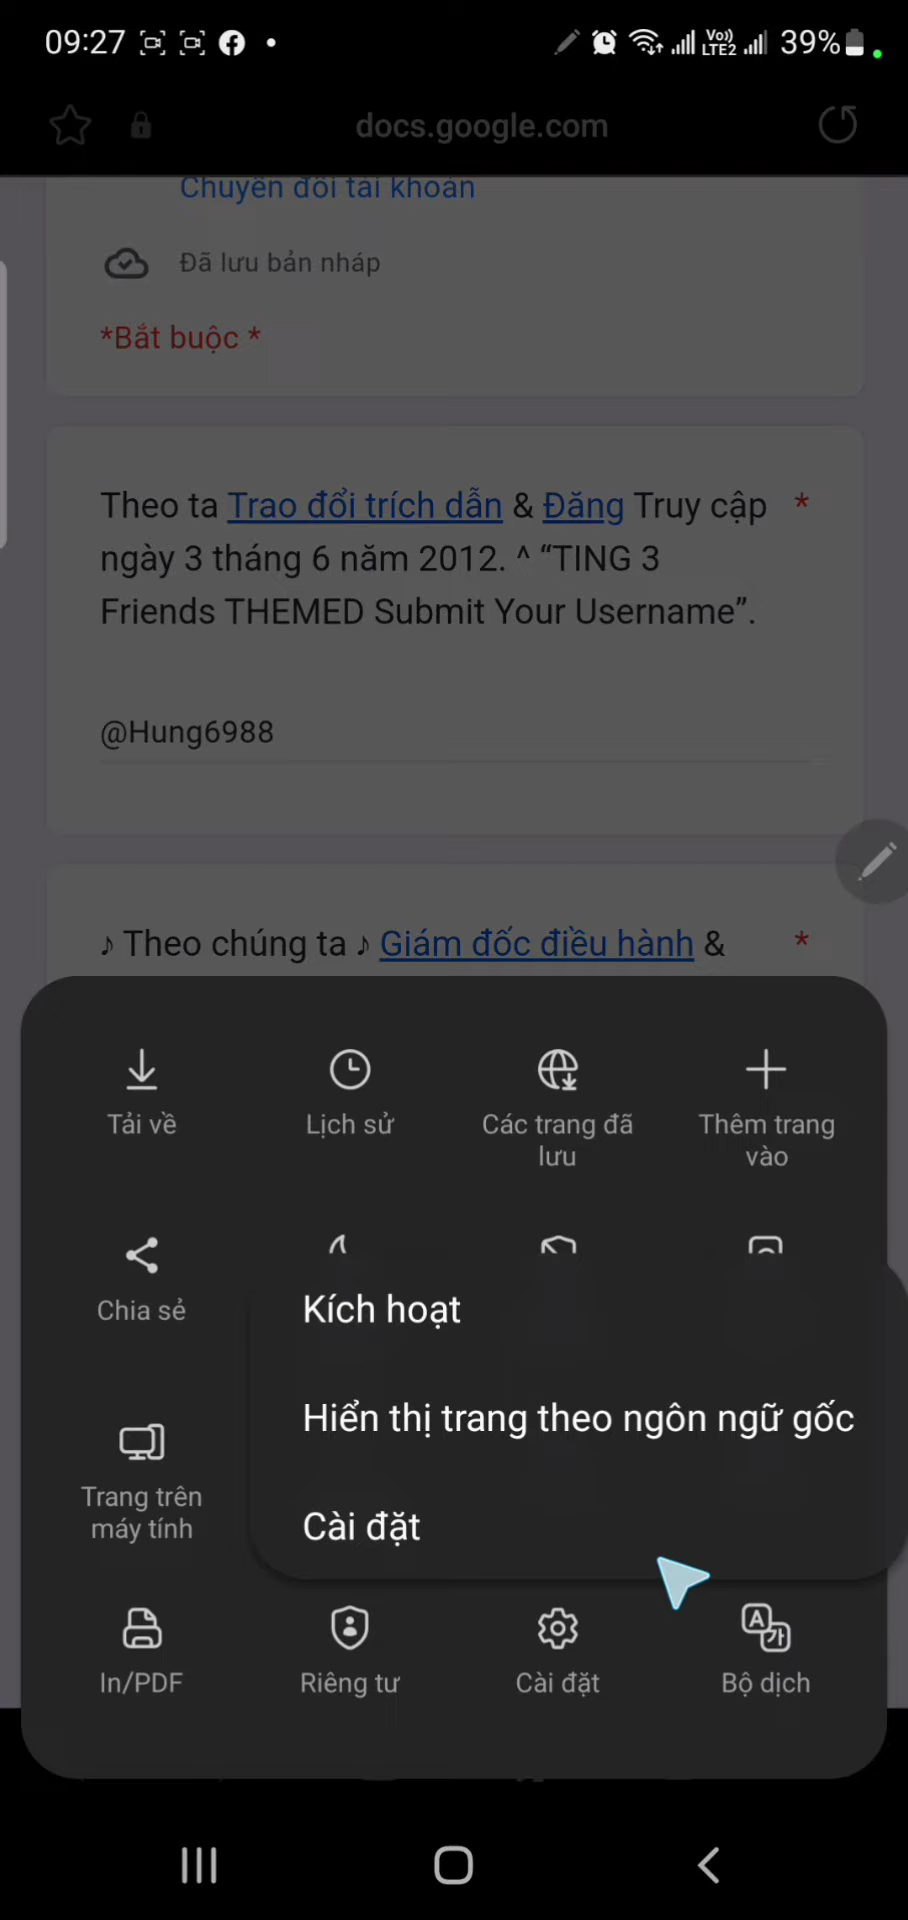 09:27
Vo)) LTE2
39%
docs.google.com
Chuyển đổi tài khoản
Đã lưu bản nháp
*Bắt buộc *
Theo ta Trao đổi trích dẫn & Đăng Truy cập *
ngày 3 tháng 6 năm 2012. ^ “TING 3
Friends THEMED Submit Your Username”.
@Hung6988
♪ Theo chúng ta ♪ Giám đốc điều hành & *
Tải về
Lịch sử
Các trang đã
lưu
Thêm trang
vào
Chia sẻ
Kích hoạt
Hiển thị trang theo ngôn ngữ gốc
Cài đặt
Trang trên
máy tính
In/PDF
Riêng tư
Cài đặt
Bộ dịch